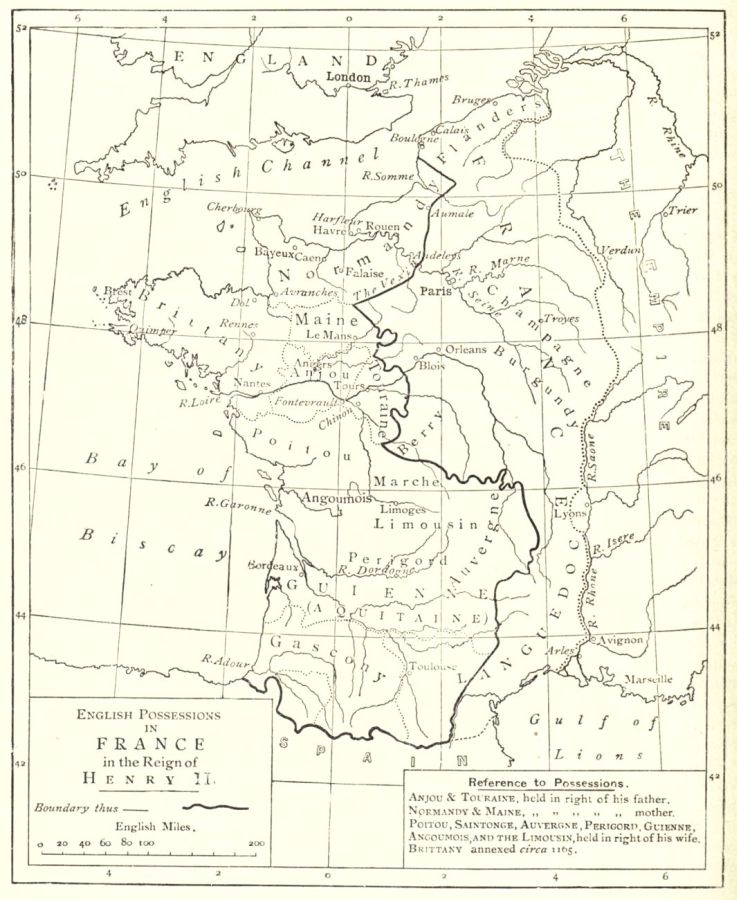 6 4 2 0 2 4 6
52 52
ENGLAND
London
R. Thames
Bruges
Calais
Flanders
Boulogne
R. Rhine
English Channel
R. Somme
THE EMPIRE
50 50
Cherbourg
Harfleur
Havre
Rouen
Aumale
Trier
Normandy
Bayeux
Caen
Andeleys
Verdun
Falaise
The Vexin
R. Marne
FRANCE
Paris
R. Seine
Champagne
Brest
Brittany
Avranches
Dol
Troyes
48 48
Maine
Quimper
Rennes
Le Mans
Orleans
Blois
Burgundy
Angers
Anjou
Touraine
Nantes
Tours
R. Loire
Fontevrault
Chinon
Berry
Poitou
46 46
Bay of
Biscay
Marche
R. Saone
R. Garonne
Angoumois
Limoges
Lyons
Limousin
Auvergne
R. Isere
Perigord
R. Dordogne
Bordeaux
GUIENNE
(AQUITAINE)
R. Rhône
44 44
LANGUEDOC
Avignon
Gascony
Arles
R. Adour
Toulouse
Marseille
Gulf of
Lions
SPAIN
42 42
ENGLISH POSSESSIONS
IN
FRANCE
in the Reign of
HENRY II.
Boundary thus
English Miles.
0 20 40 60 80 100 200
Reference to Possessions.
ANJOU & TOURAINE, held in right of his father.
NORMANDY & MAINE, „ „ „ „ „ mother.
POITOU, SAINTONGE, AUVERGNE, PERIGORD, GUIENNE,
ANGOUMOIS, AND THE LIMOUSIN, held in right of his wife.
BRITTANY annexed circa 1165.
4 2 0 2 4 6